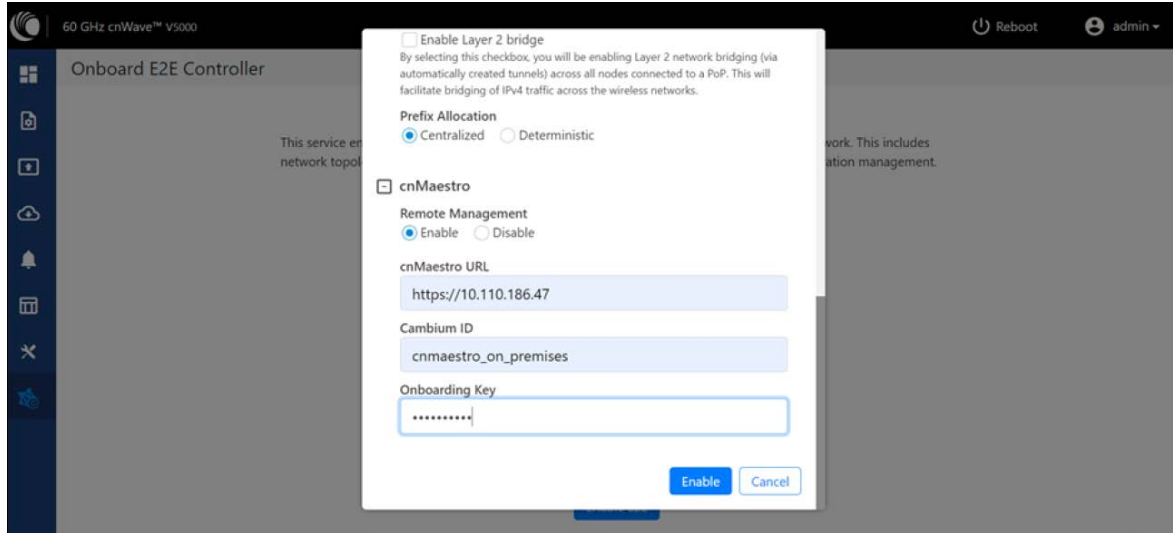 60 GHz cnWave™ V5000
Reboot
admin
Onboard E2E Controller
Enable Layer 2 bridge
By selecting this checkbox, you will be enabling Layer 2 network bridging (via
automatically created tunnels) across all nodes connected to a PoP. This will
facilitate bridging of IPv4 traffic across the wireless networks.
Prefix Allocation
Centralized Deterministic
This service
work. This includes
network
ation management.
cnMaestro
Remote Management
Enable Disable
cnMaestro URL
https://10.110.186.47
Cambium ID
cnmaestro_on_premises
Onboarding Key
••••••••••
Enable Cancel